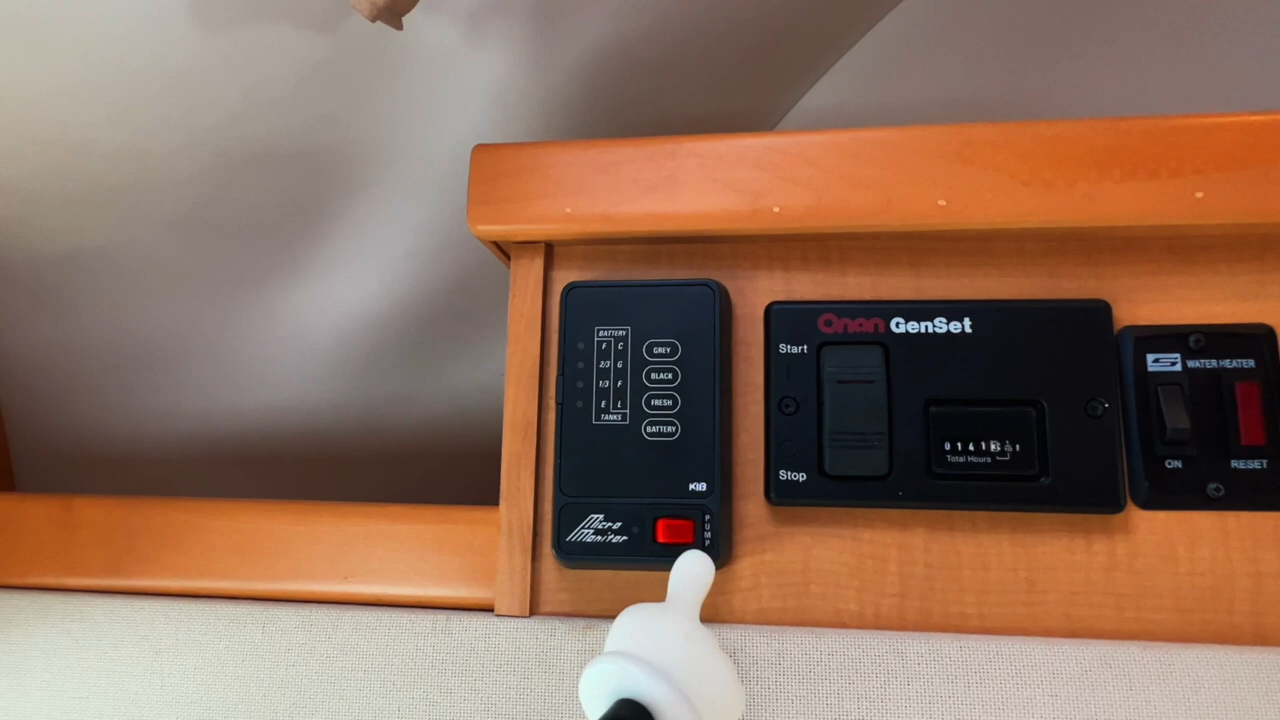 BATTERY
F C
2/3 G
1/3 F
E L
TANKS
GREY
BLACK
FRESH
BATTERY
KIB
Micro
Monitor
PUMP
Onan GenSet
Start
Stop
Total Hours
WATER HEATER
ON
RESET